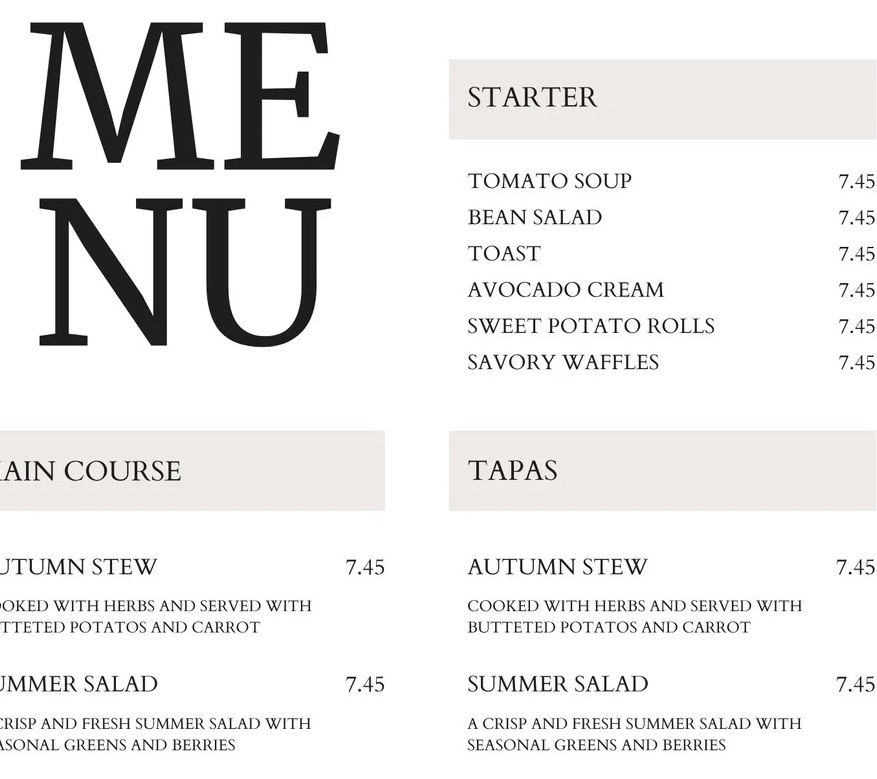 ME
NU
STARTER
TOMATO SOUP 7.45
BEAN SALAD 7.45
TOAST 7.45
AVOCADO CREAM 7.45
SWEET POTATO ROLLS 7.45
SAVORY WAFFLES 7.45
AIN COURSE
UTUMN STEW 7.45
OOKED WITH HERBS AND SERVED WITH
TTETED POTATOS AND CARROT
UMMER SALAD 7.45
CRISP AND FRESH SUMMER SALAD WITH
ASONAL GREENS AND BERRIES
TAPAS
AUTUMN STEW 7.45
COOKED WITH HERBS AND SERVED WITH
BUTTETED POTATOS AND CARROT
SUMMER SALAD 7.45
A CRISP AND FRESH SUMMER SALAD WITH
SEASONAL GREENS AND BERRIES